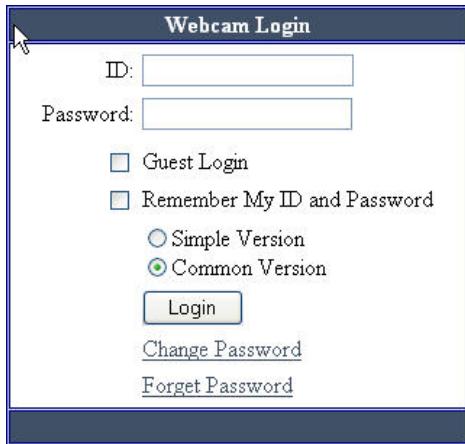 Webcam Login
ID:
Password:
Guest Login
Remember My ID and Password
Simple Version
Common Version
Login
Change Password
Forget Password